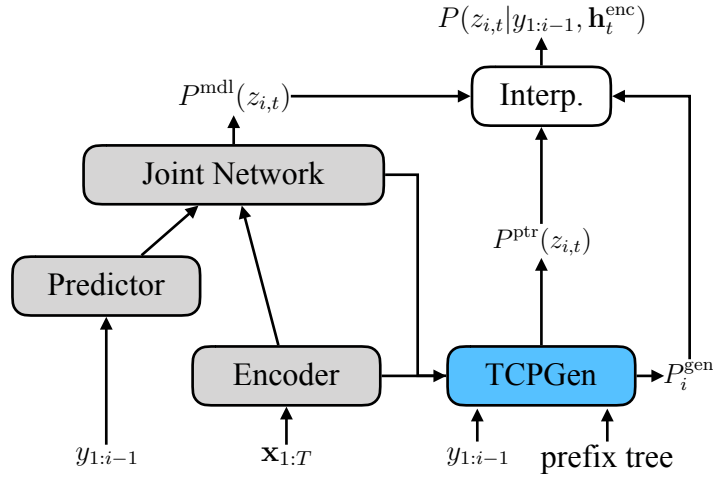 P(z_{i,t}|y_{1:i−1}, h_t^{enc})
P^{mdl}(z_{i,t})
Interp.
Joint Network
P^{ptr}(z_{i,t})
Predictor
Encoder
TCPGen
P_i^{gen}
y_{1:i−1}
x_{1:T}
y_{1:i−1}
prefix tree